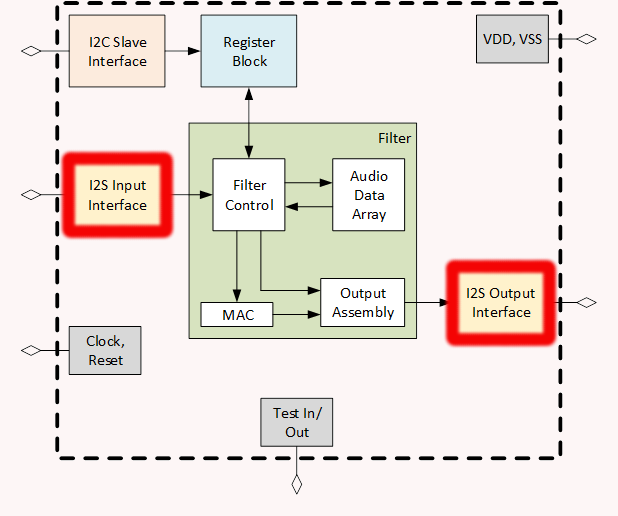 I2C Slave
Interface
Register
Block
VDD, VSS
Filter
I2S Input
Interface
Filter
Control
Audio
Data
Array
I2S Output
Interface
Output
Assembly
MAC
Clock,
Reset
Test In/
Out